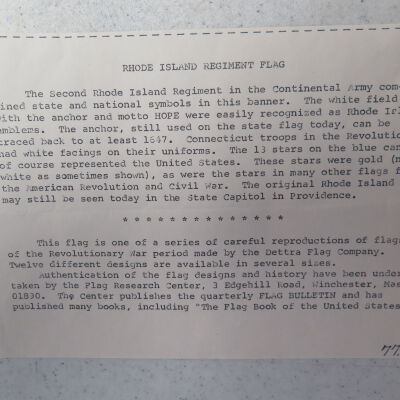 RHODE ISLAND REGIMENT FLAG
The Second Rhode Island Regiment in the Continental Army com-
ined state and national symbols in this banner. The white field
with the anchor and motto HOPE were easily recognized as Rhode Isl
emblems. The anchor, still used on the state flag today, can be
traced back to at least 1647. Connecticut troops in the Revolutio
had white facings on their uniforms. The 13 stars on the blue can
of course represented the United States. These stars were gold (n
white as sometimes shown), as were the stars in many other flags f
the American Revolution and Civil War. The original Rhode Island
may still be seen today in the State Capitol in Providence.
* * * * * * * * * * * * * *
This flag is one of a series of careful reproductions of flag
of the Revolutionary War period made by the Dettra Flag Company.
Twelve different designs are available in several sizes.
Authentication of the flag designs and history have been under
taken by the Flag Research Center, 3 Edgehill Road, Winchester, Mas
01890. The Center publishes the quarterly FLAG BULLETIN and has
published many books, including "The Flag Book of the United States
77